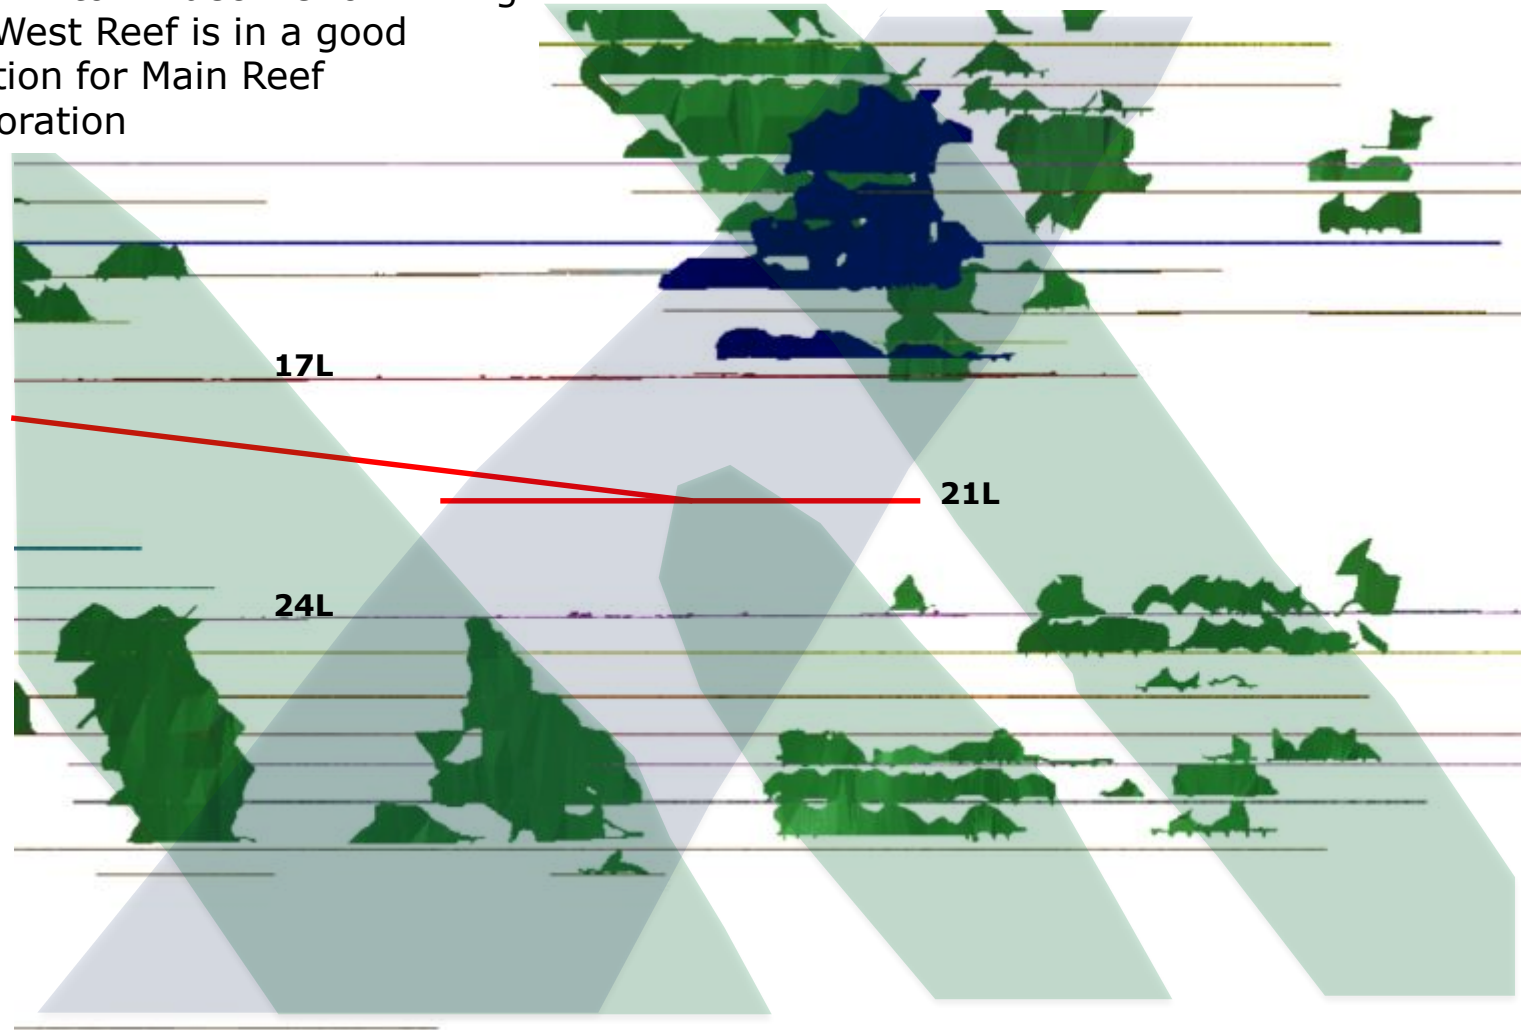 West Reef is in a good
tion for Main Reef
oration
17L
21L
24L